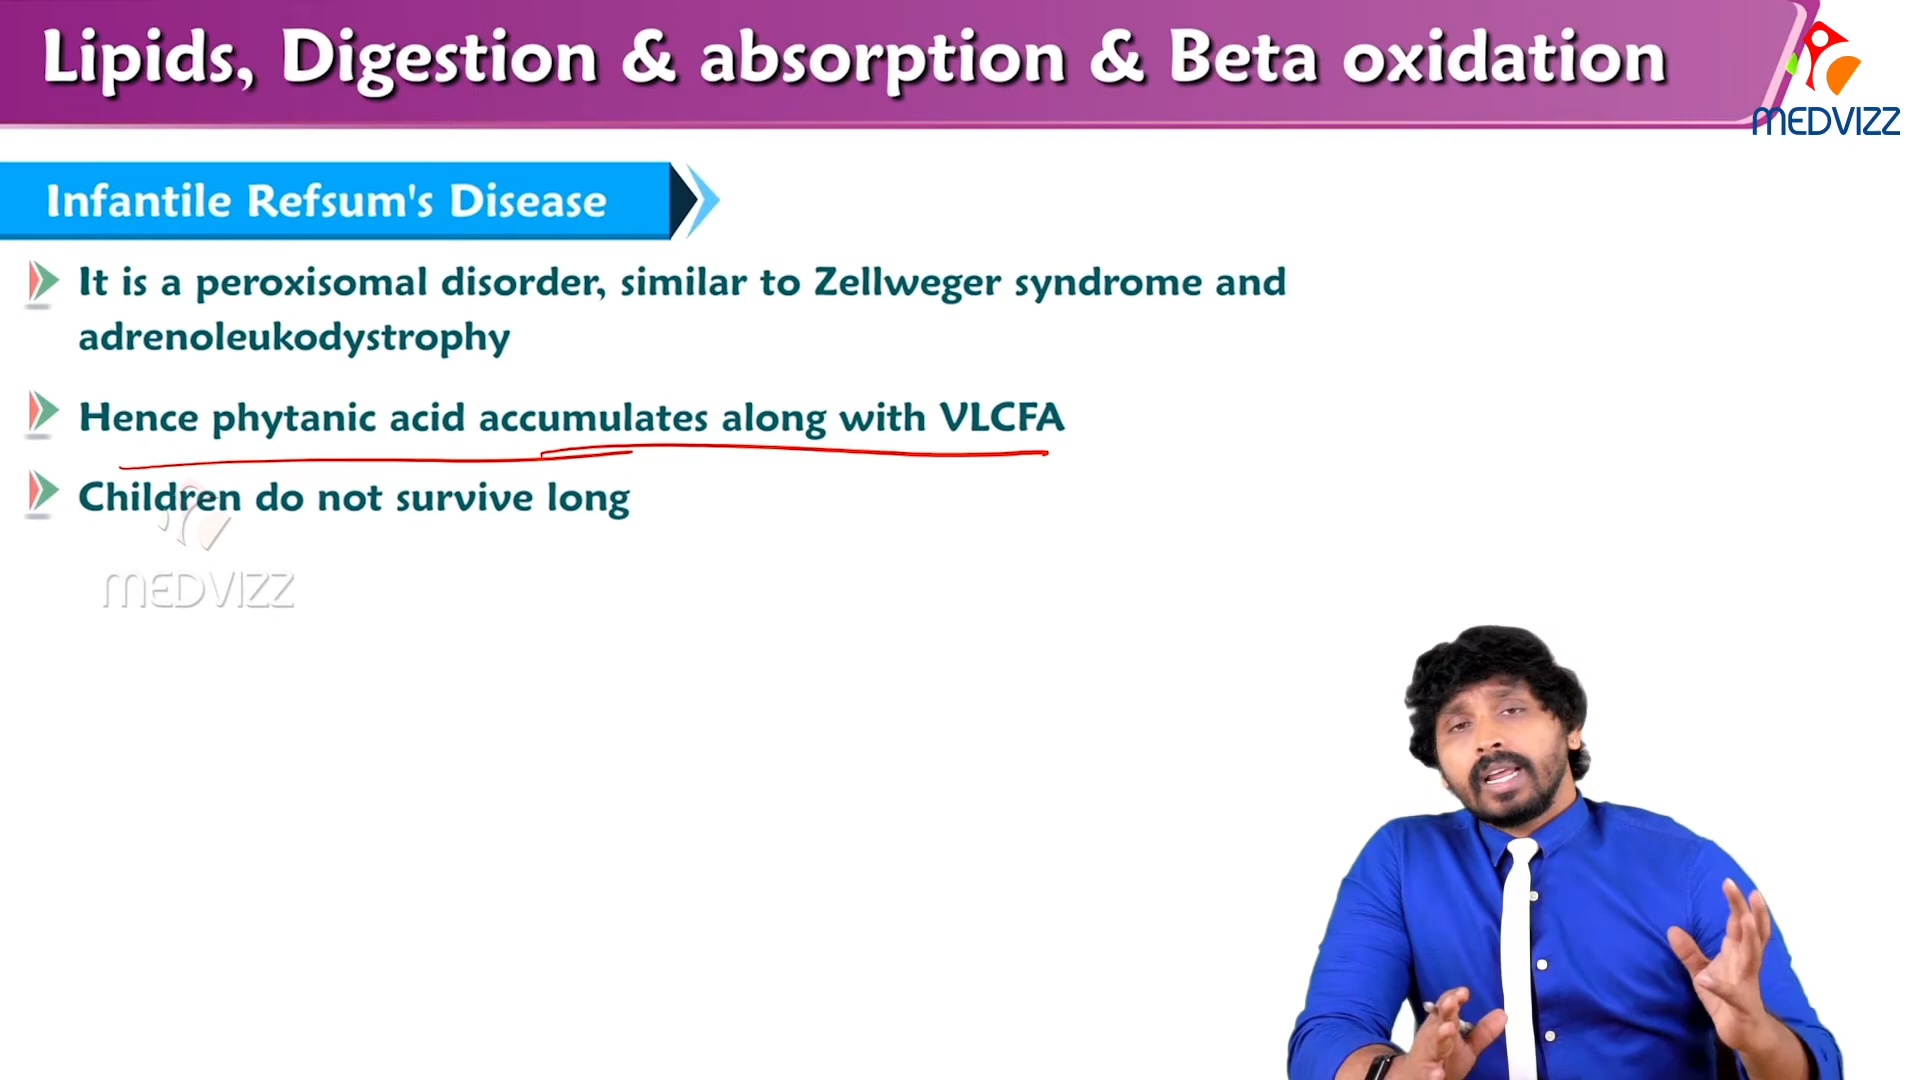 Lipids, Digestion & absorption & Beta oxidation
MEDVIZZ
Infantile Refsum's Disease
It is a peroxisomal disorder, similar to Zellweger syndrome and
adrenoleukodystrophy
Hence phytanic acid accumulates along with VLCFA
Children do not survive long
MEDVIZZ